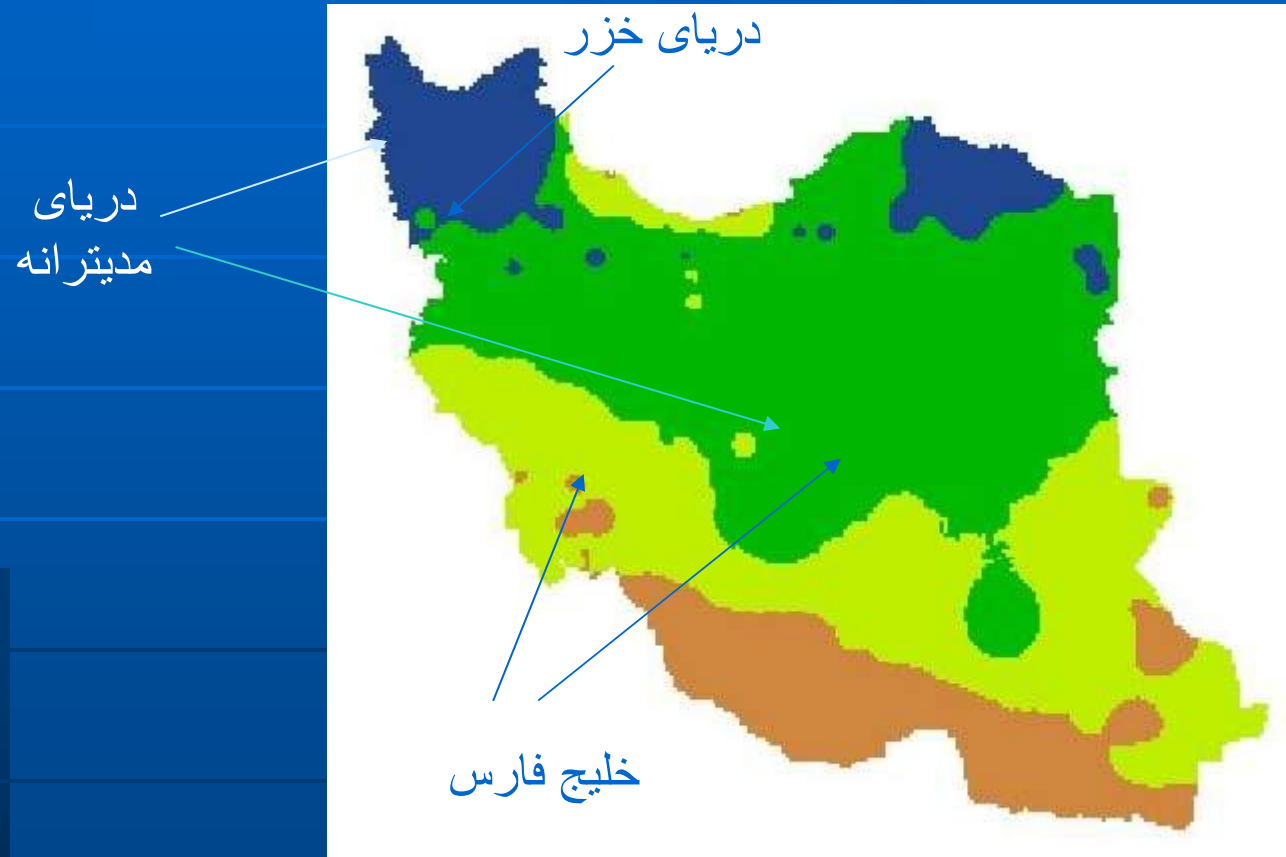 دریای خزر
دریای
مدیترانه
خلیج فارس